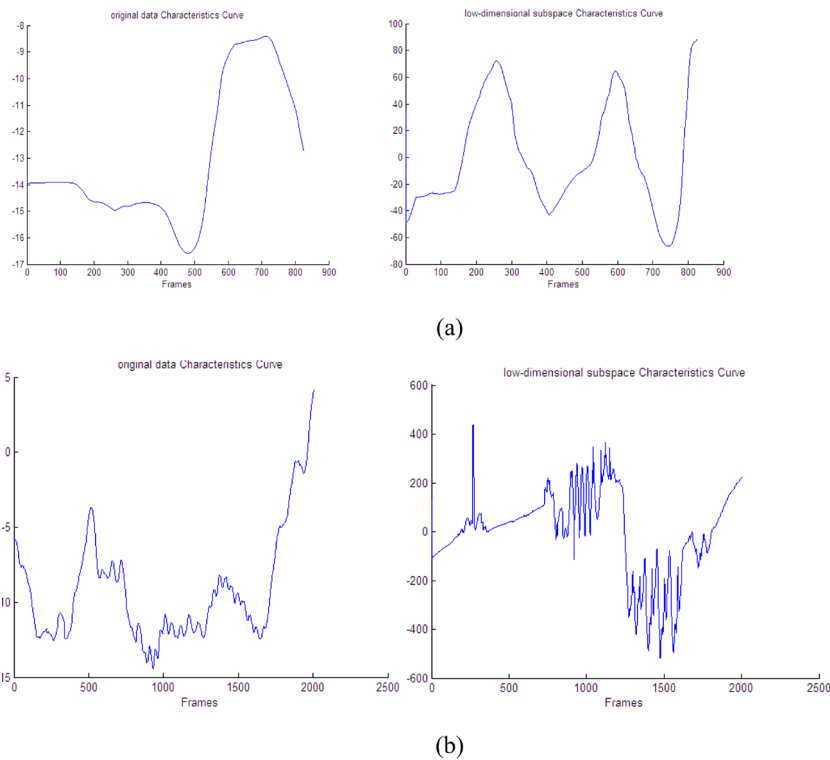 original data Characteristics Curve
-8
-9
-10
-11
-12
-13
-14
-15
-16
-17
0 100 200 300 400 500 600 700 800 900
Frames
low-dimensional subspace Characteristics Curve
100
80
60
40
20
0
-20
-40
-60
-80
0 100 200 300 400 500 600 700 800 900
Frames
(a)
original data Characteristics Curve
5
0
-5
10
15
0 500 1000 1500 2000 2500
Frames
low-dimensional subspace Characteristics Curve
600
400
200
0
-200
-400
-600
0 500 1000 1500 2000 2500
Frames
(b)